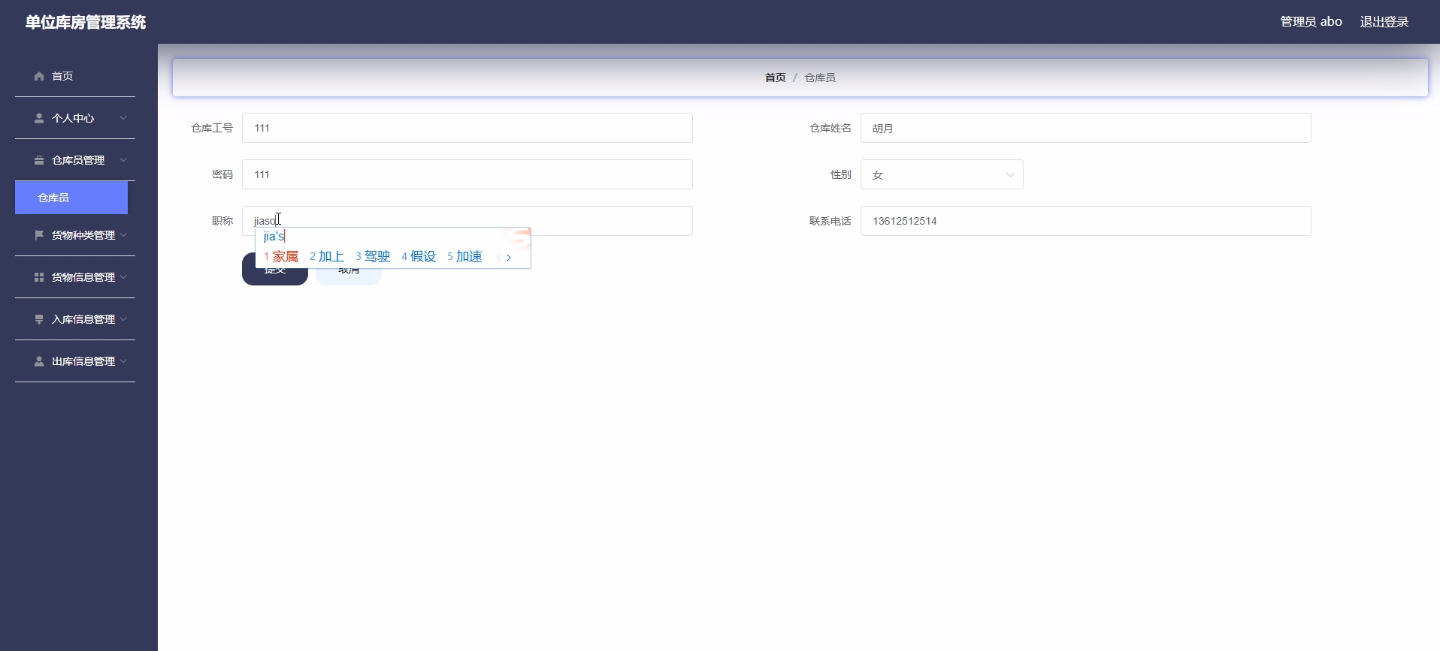 单位库房管理系统
管理员 abo 退出登录
首页
个人中心
仓库员管理
仓库员
货物种类管理
货物信息管理
入库信息管理
出库信息管理
首页 / 仓库员
仓库工号 111
仓库姓名 胡月
密码 111
性别 女
职称
联系电话 13612512514
jia's
1 家属 2 加上 3 驾驶 4 假设 5 加速
提交 取消